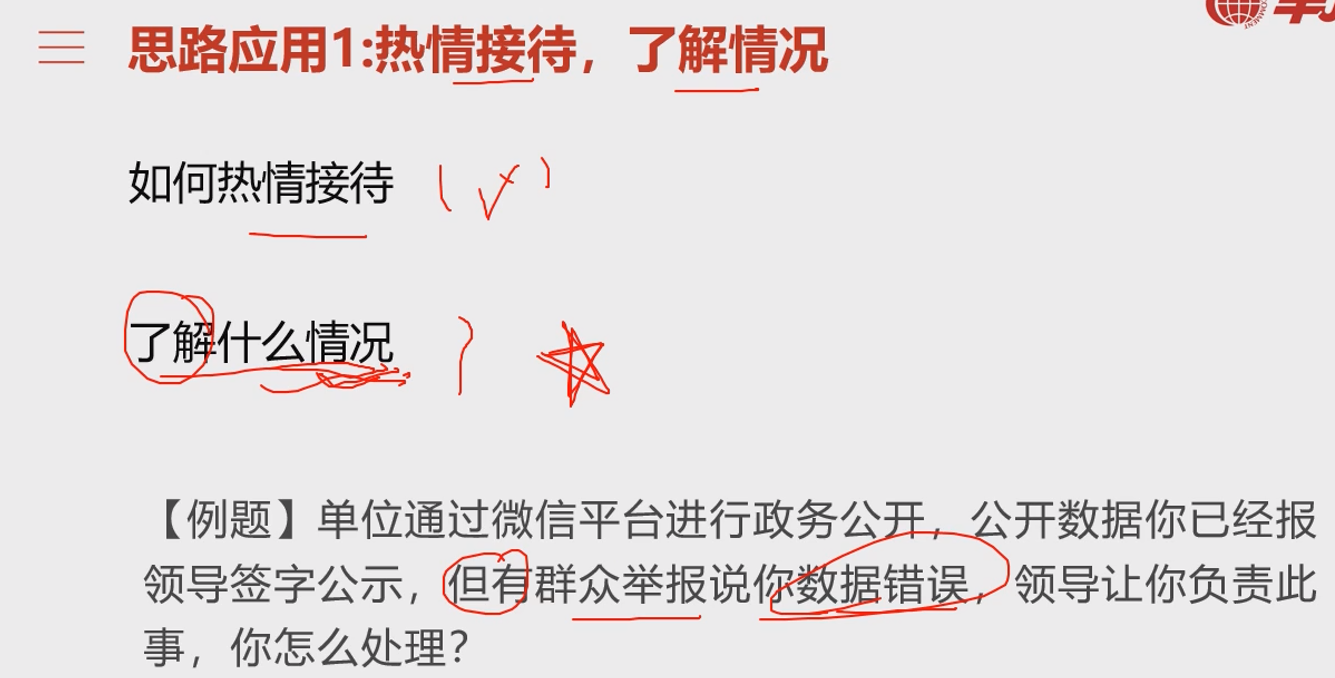 思路应用1:热情接待，了解情况
如何热情接待
了解什么情况
【例题】单位通过微信平台进行政务公开，公开数据你已经报
领导签字公示，但有群众举报说你数据错误，领导让你负责此
事，你怎么处理？